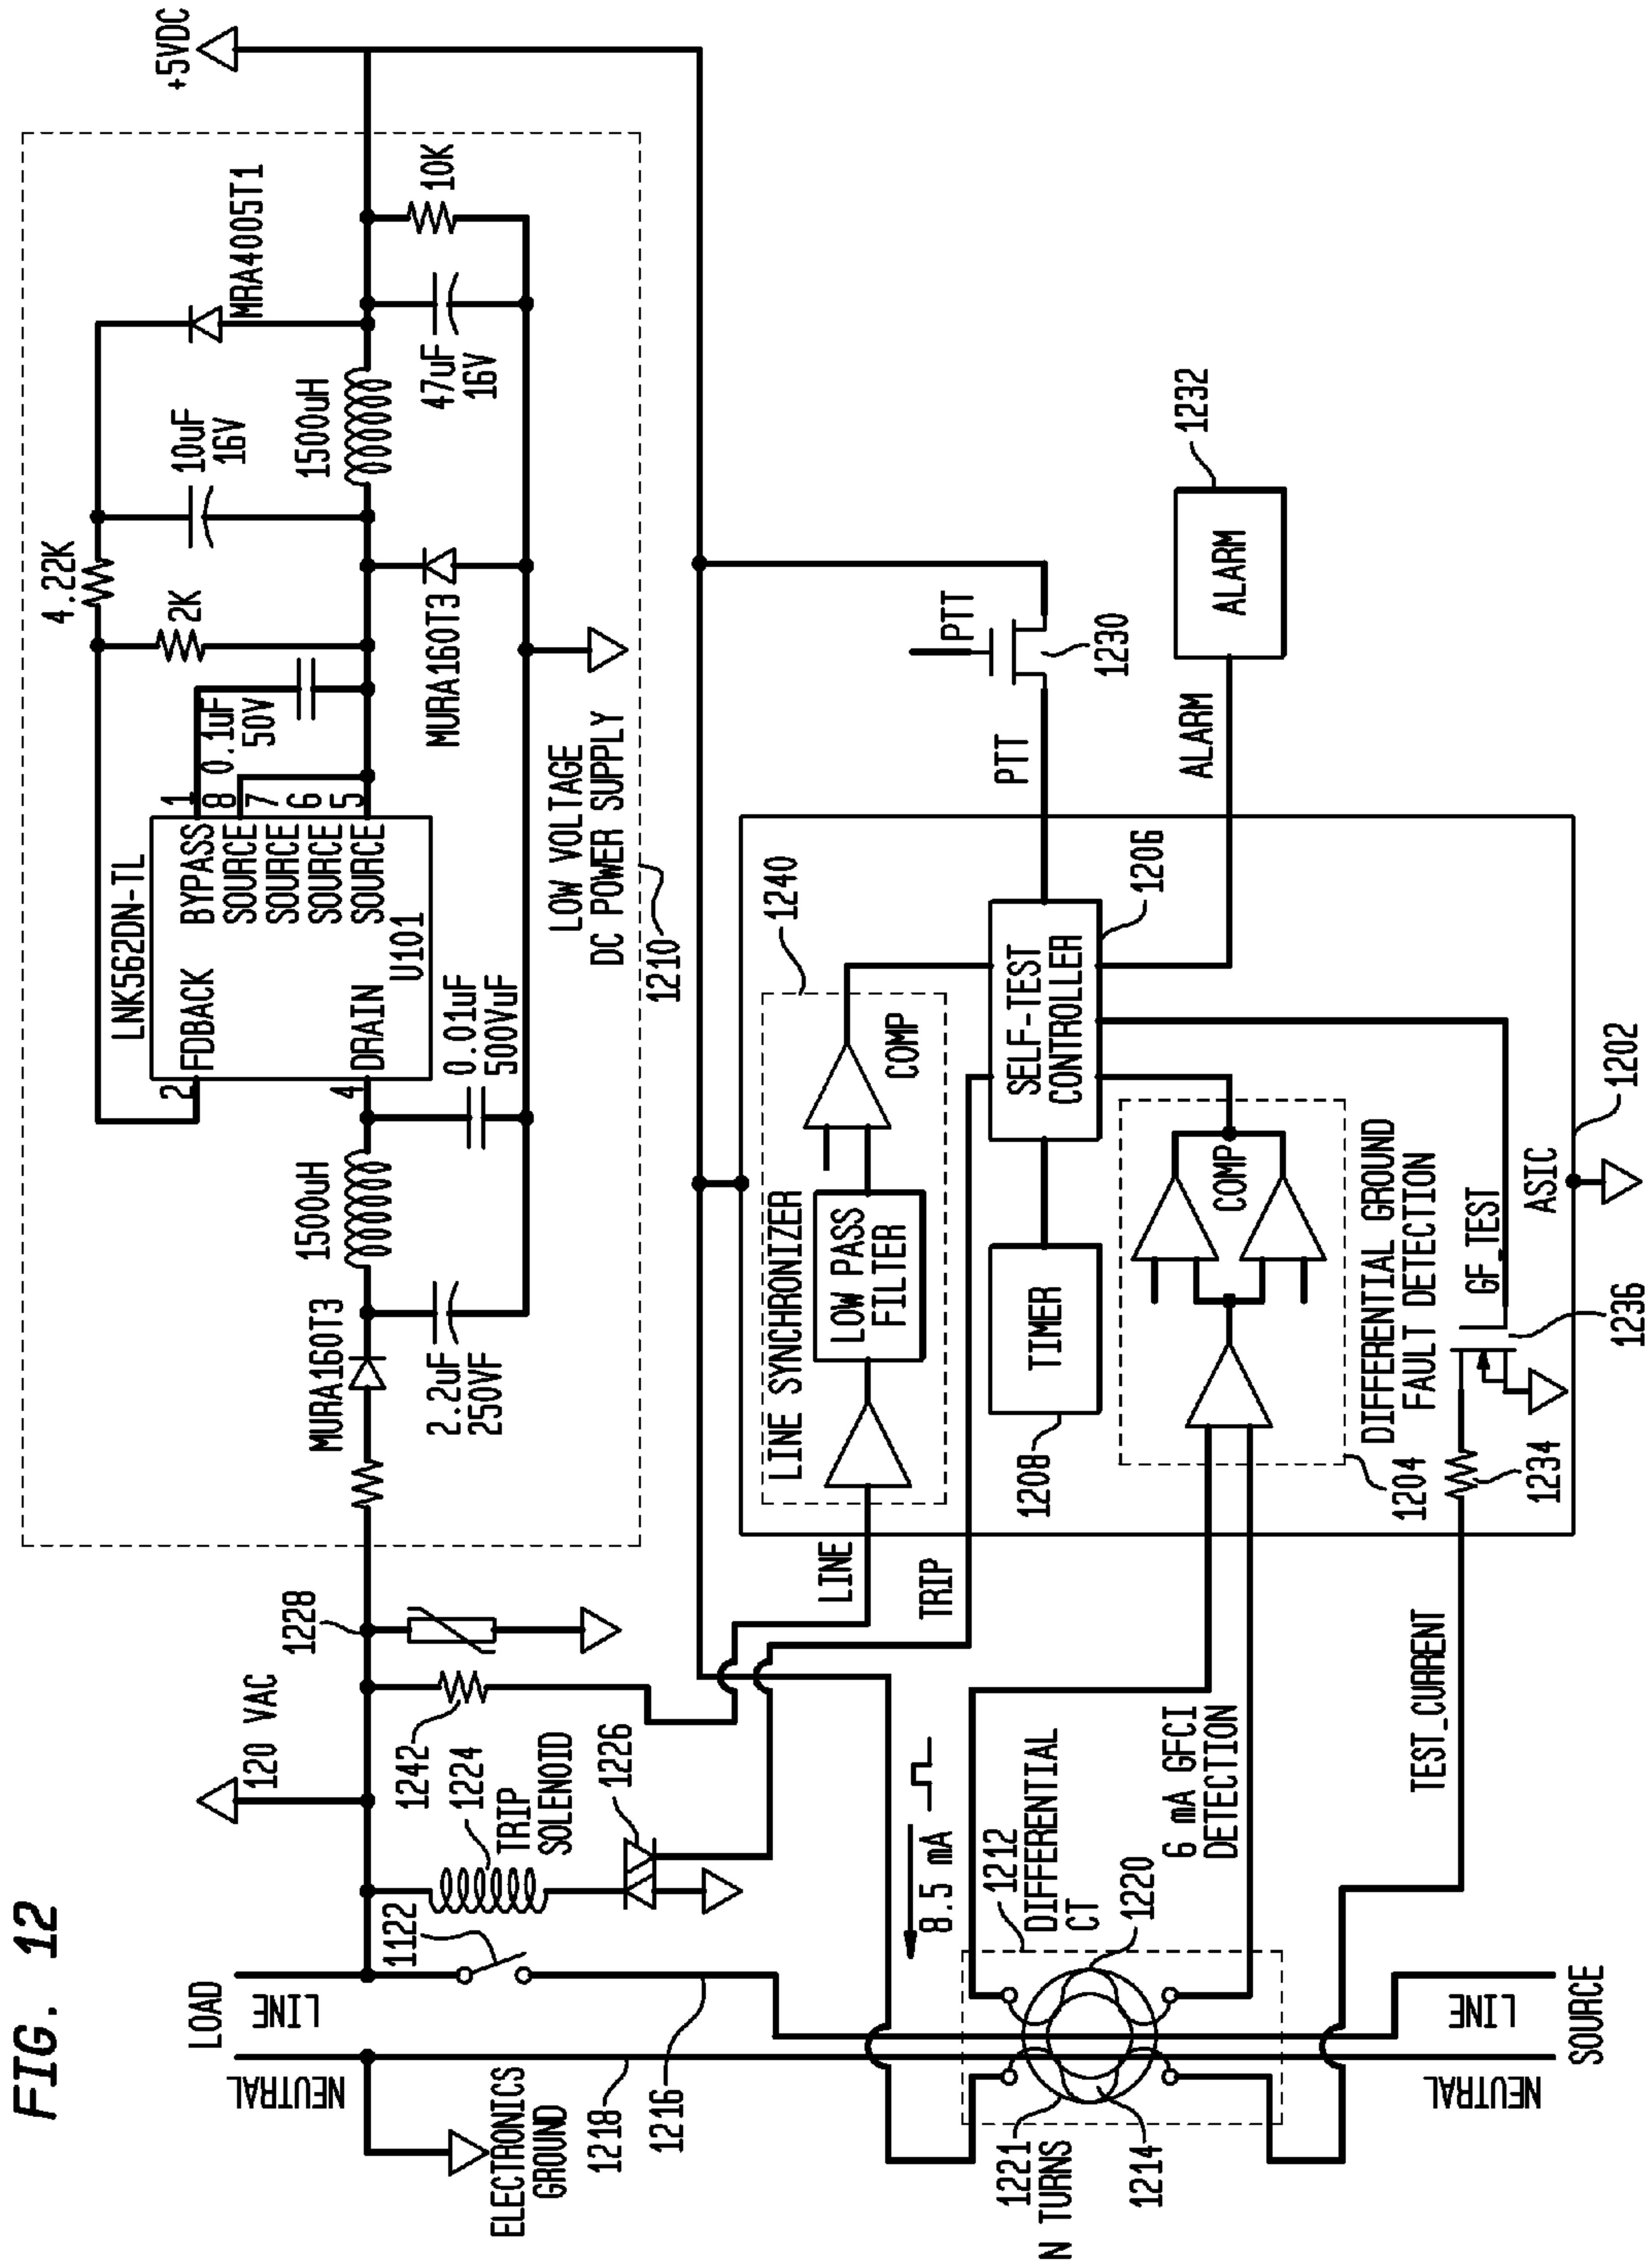 FIG. 12
LOAD
NEUTRAL
LINE
ELECTRONICS
GROUND
1218
1216
1122
120 VAC
1242
1224
TRIP
SOLENOID
1226
1228
MURA160T3
2.2uF
250VF
1500uH
0.01uF
500VuF
LNK562DN-TL
2
FDBACK
4
DRAIN
U101
BYPASS
SOURCE
SOURCE
SOURCE
SOURCE
1
8
7
6
5
0.1uF
50V
2K
4.22K
10uF
16V
MURA160T3
1500uH
MRA4005T1
47uF
16V
10K
+5VDC
LOW VOLTAGE
DC POWER SUPPLY
1210
LINE
TRIP
LINE SYNCHRONIZER
LOW PASS
FILTER
COMP
1240
SELF-TEST
CONTROLLER
1206
TIMER
1208
COMP
DIFFERENTIAL GROUND
FAULT DETECTION
1204
1234
GF_TEST
1236
ASIC
1202
PTT
PTT
1230
ALARM
ALARM
1232
8.5 mA
1212
DIFFERENTIAL
CT
1220
6 mA GFCI
DETECTION
TEST_CURRENT
1221
N TURNS
1214
NEUTRAL
LINE
SOURCE